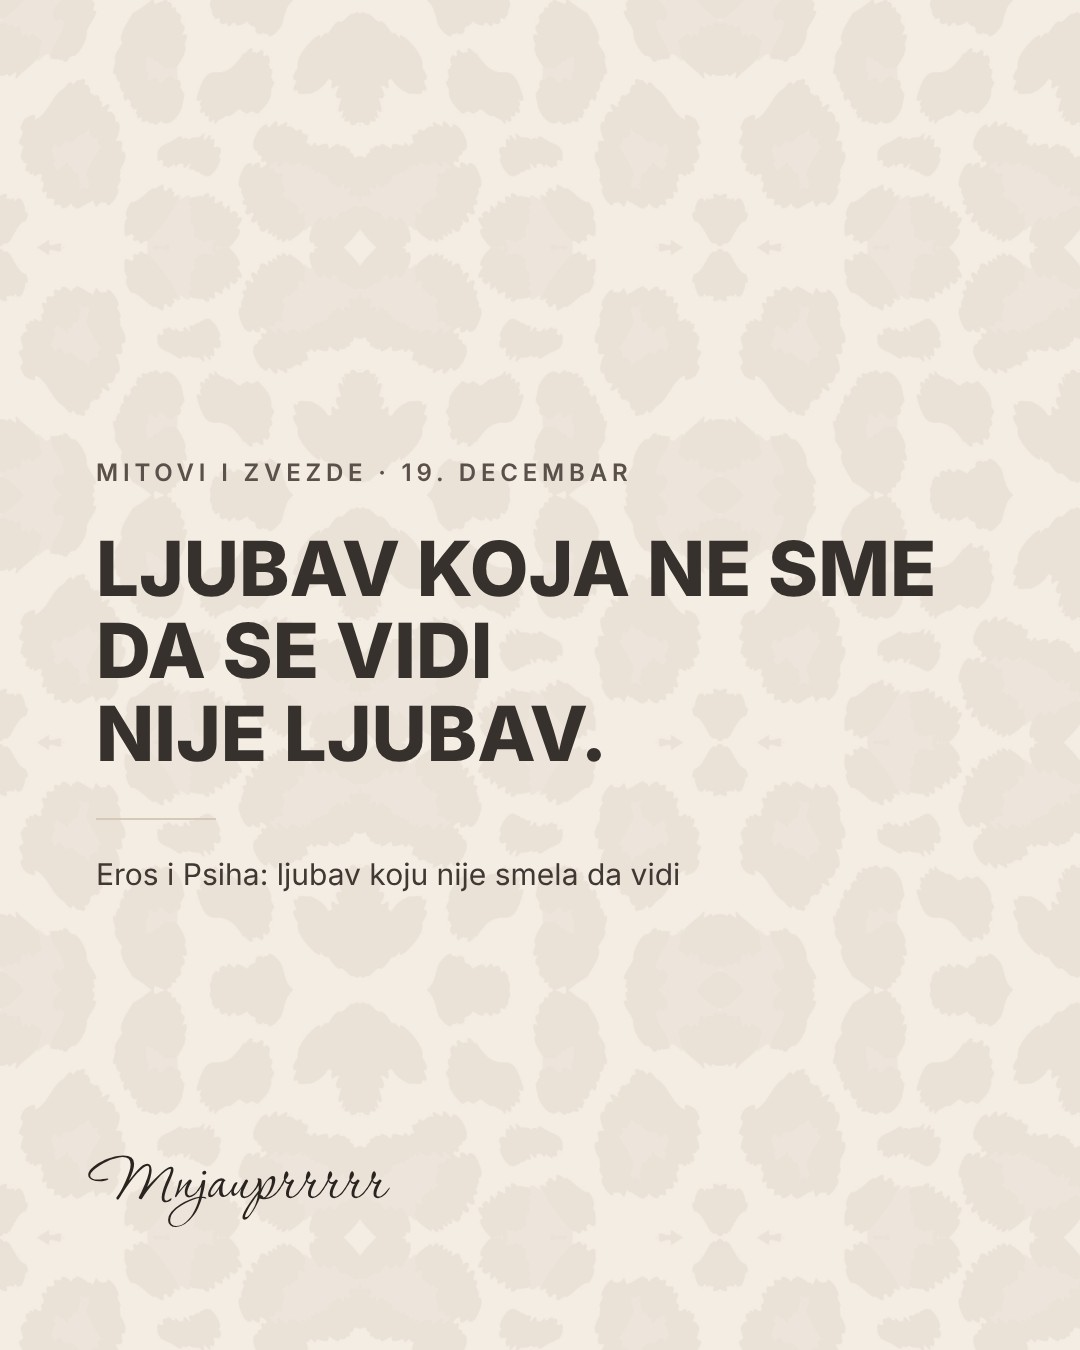 MITOVI I ZVEZDE · 19. DECEMBAR
LJUBAV KOJA NE SME
DA SE VIDI
NIJE LJUBAV.
Eros i Psiha: ljubav koju nije smela da vidi
Mnjauprrrrr